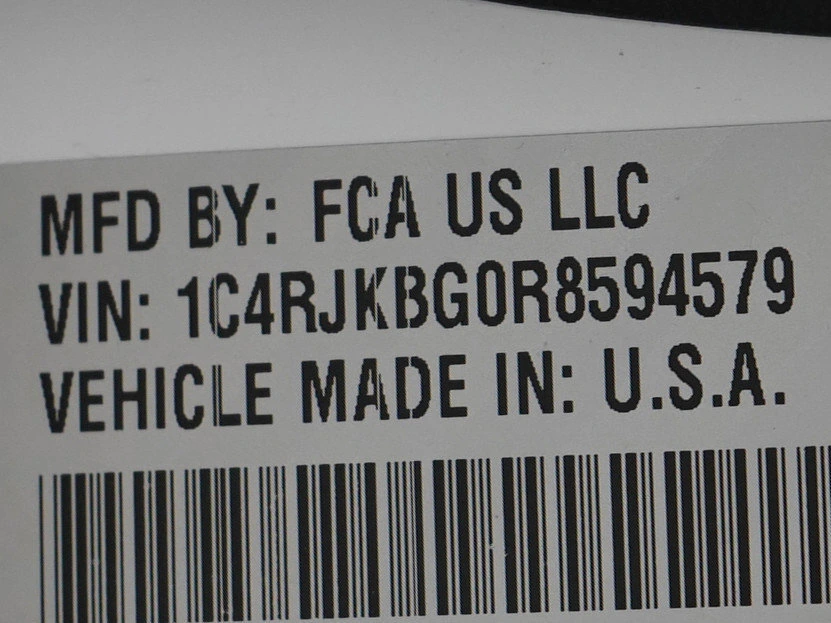 MFD BY: FCA US LLC
VIN: 1C4RJKBG0R8594579
VEHICLE MADE IN: U.S.A.